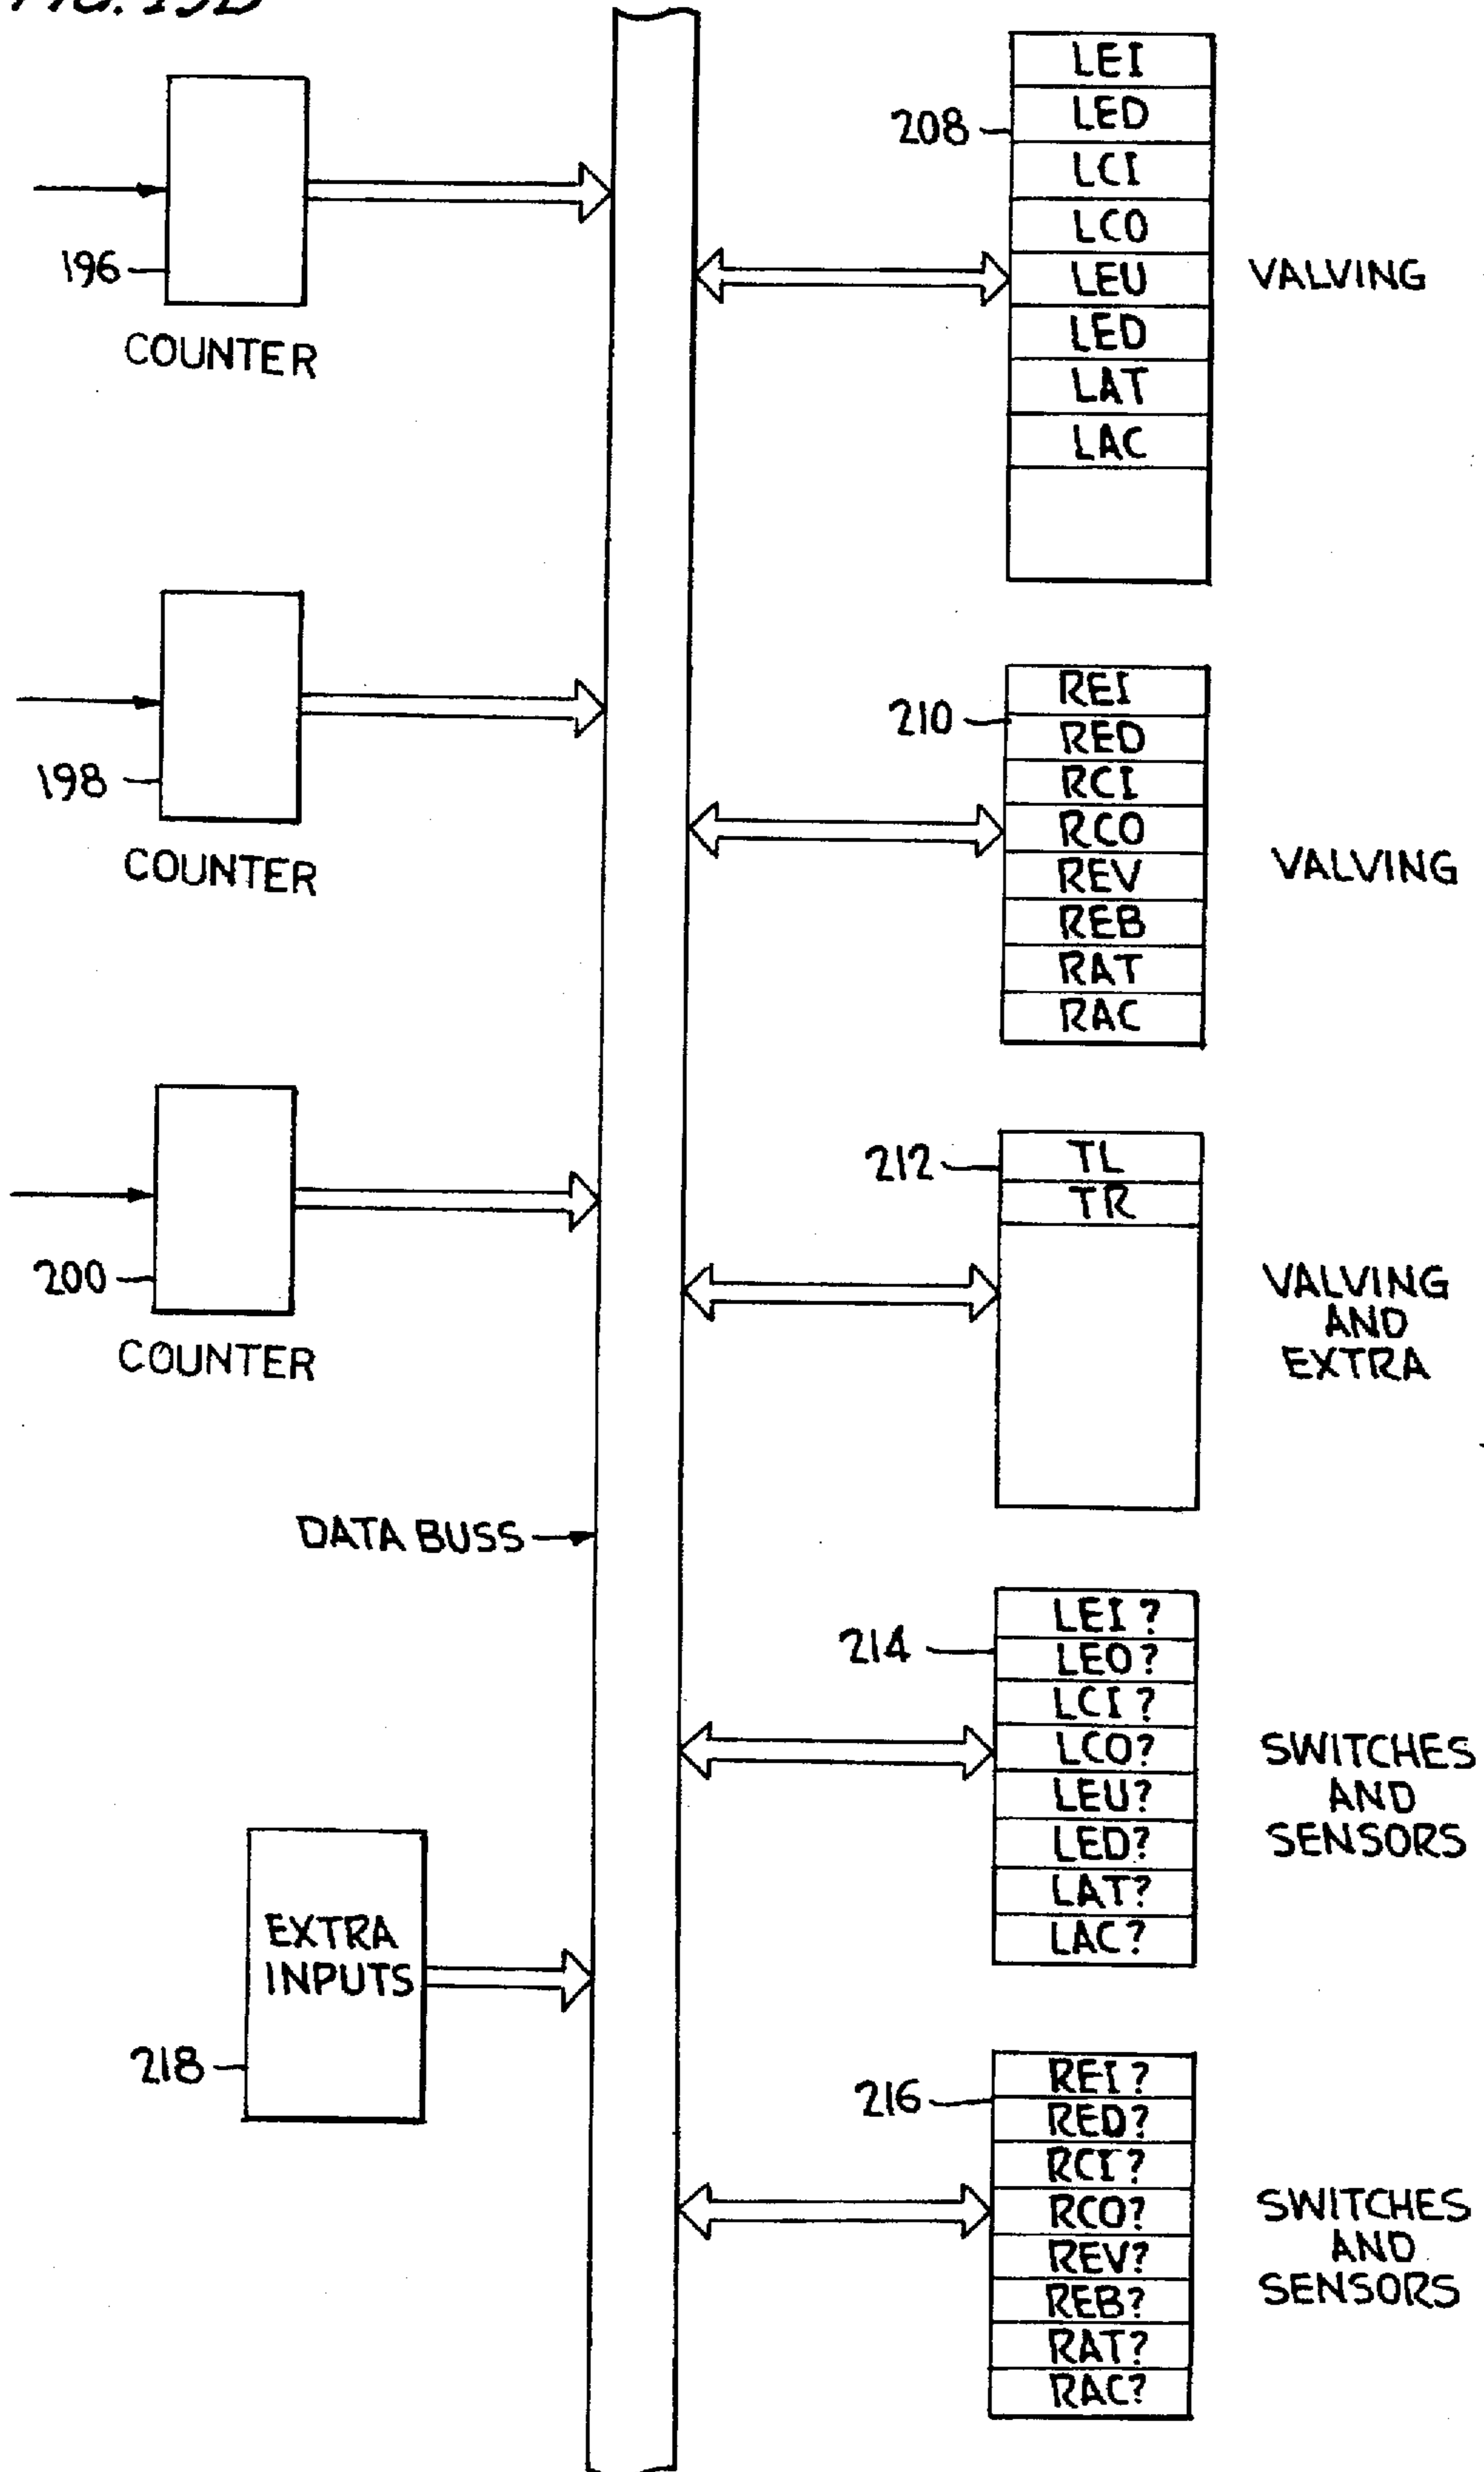 FIG. 15B
196
COUNTER
198
COUNTER
200
COUNTER
DATA BUSS
EXTRA
INPUTS
218
208
LEI
LED
LCI
LCO
LEU
LED
LAT
LAC
VALVING
210
REI
RED
RCI
RCO
REV
REB
RAT
RAC
VALVING
212
TL
TR
VALVING
AND
EXTRA
214
LEI?
LEO?
LCI?
LCO?
LEU?
LED?
LAT?
LAC?
SWITCHES
AND
SENSORS
216
REI?
RED?
RCI?
RCO?
REV?
REB?
RAT?
RAC?
SWITCHES
AND
SENSORS